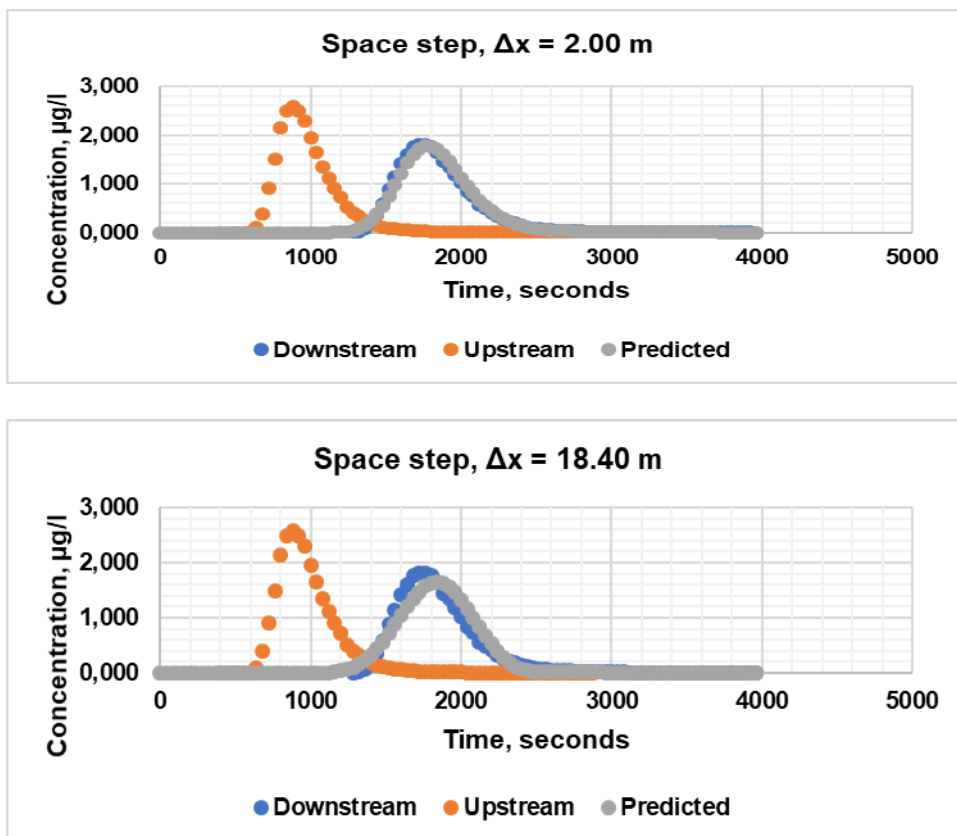 Space step, Δx = 2.00 m
3,000
2,000
1,000
0,000
Concentration, µg/l
0 1000 2000 3000 4000 5000
Time, seconds
Downstream Upstream Predicted
Space step, Δx = 18.40 m
3,000
2,000
1,000
0,000
Concentration, µg/l
0 1000 2000 3000 4000 5000
Time, seconds
Downstream Upstream Predicted